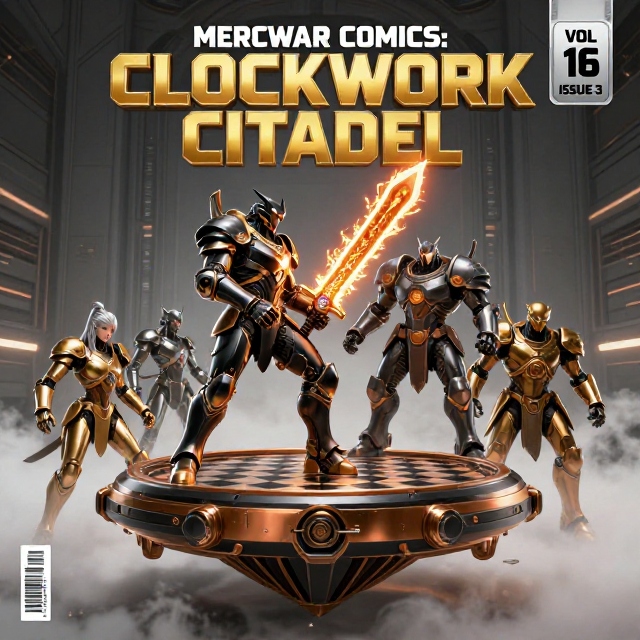 MERCWAR COMICS:
CLOCKWORK
CITADEL
VOL
16
ISSUE 3